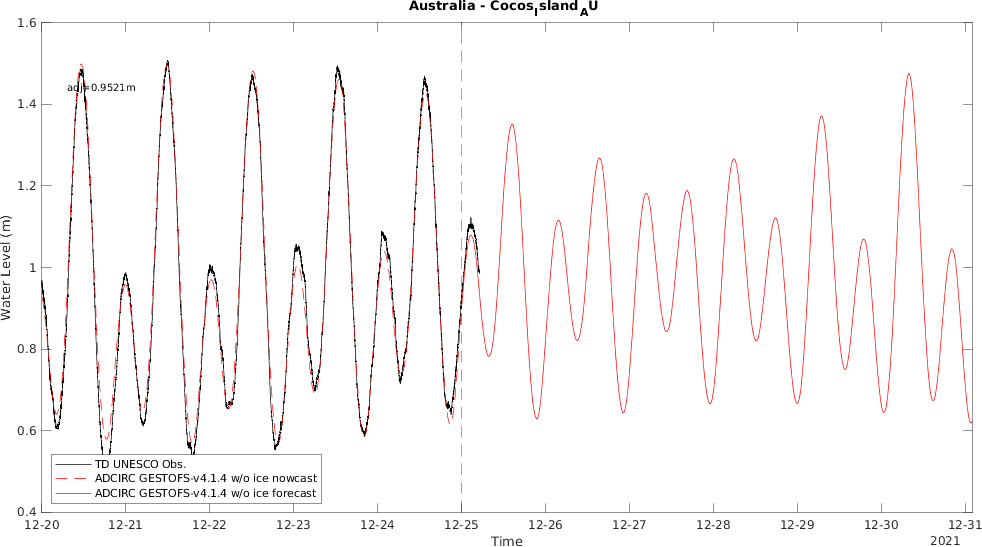 Australia - Cocos_Island_AU
1.6
1.4
1.2
1
0.8
0.6
0.4
Water Level (m)
adj=0.9521m
TD UNESCO Obs.
ADCIRC GESTOFS-v4.1.4 w/o ice nowcast
ADCIRC GESTOFS-v4.1.4 w/o ice forecast
12-20 12-21 12-22 12-23 12-24 12-25 12-26 12-27 12-28 12-29 12-30 12-31
Time
2021